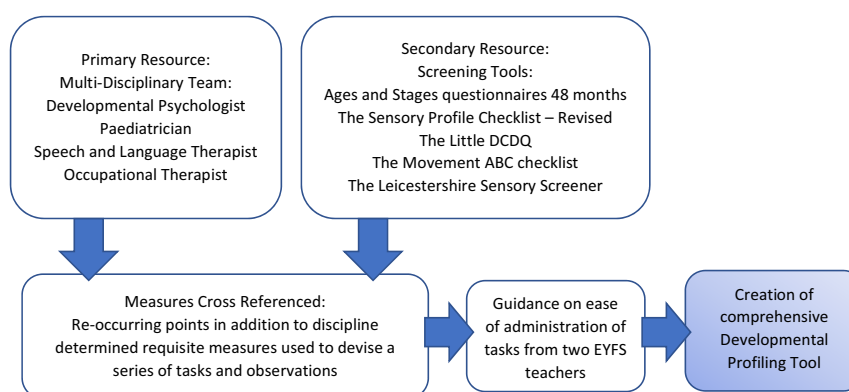 Primary Resource:
Multi-Disciplinary Team:
Developmental Psychologist
Paediatrician
Speech and Language Therapist
Occupational Therapist
Secondary Resource:
Screening Tools:
Ages and Stages questionnaires 48 months
The Sensory Profile Checklist – Revised
The Little DCDQ
The Movement ABC checklist
The Leicestershire Sensory Screener
Measures Cross Referenced:
Re-occurring points in addition to discipline
determined requisite measures used to devise a
series of tasks and observations
Guidance on ease
of administration of
tasks from two EYFS
teachers
Creation of
comprehensive
Developmental
Profiling Tool